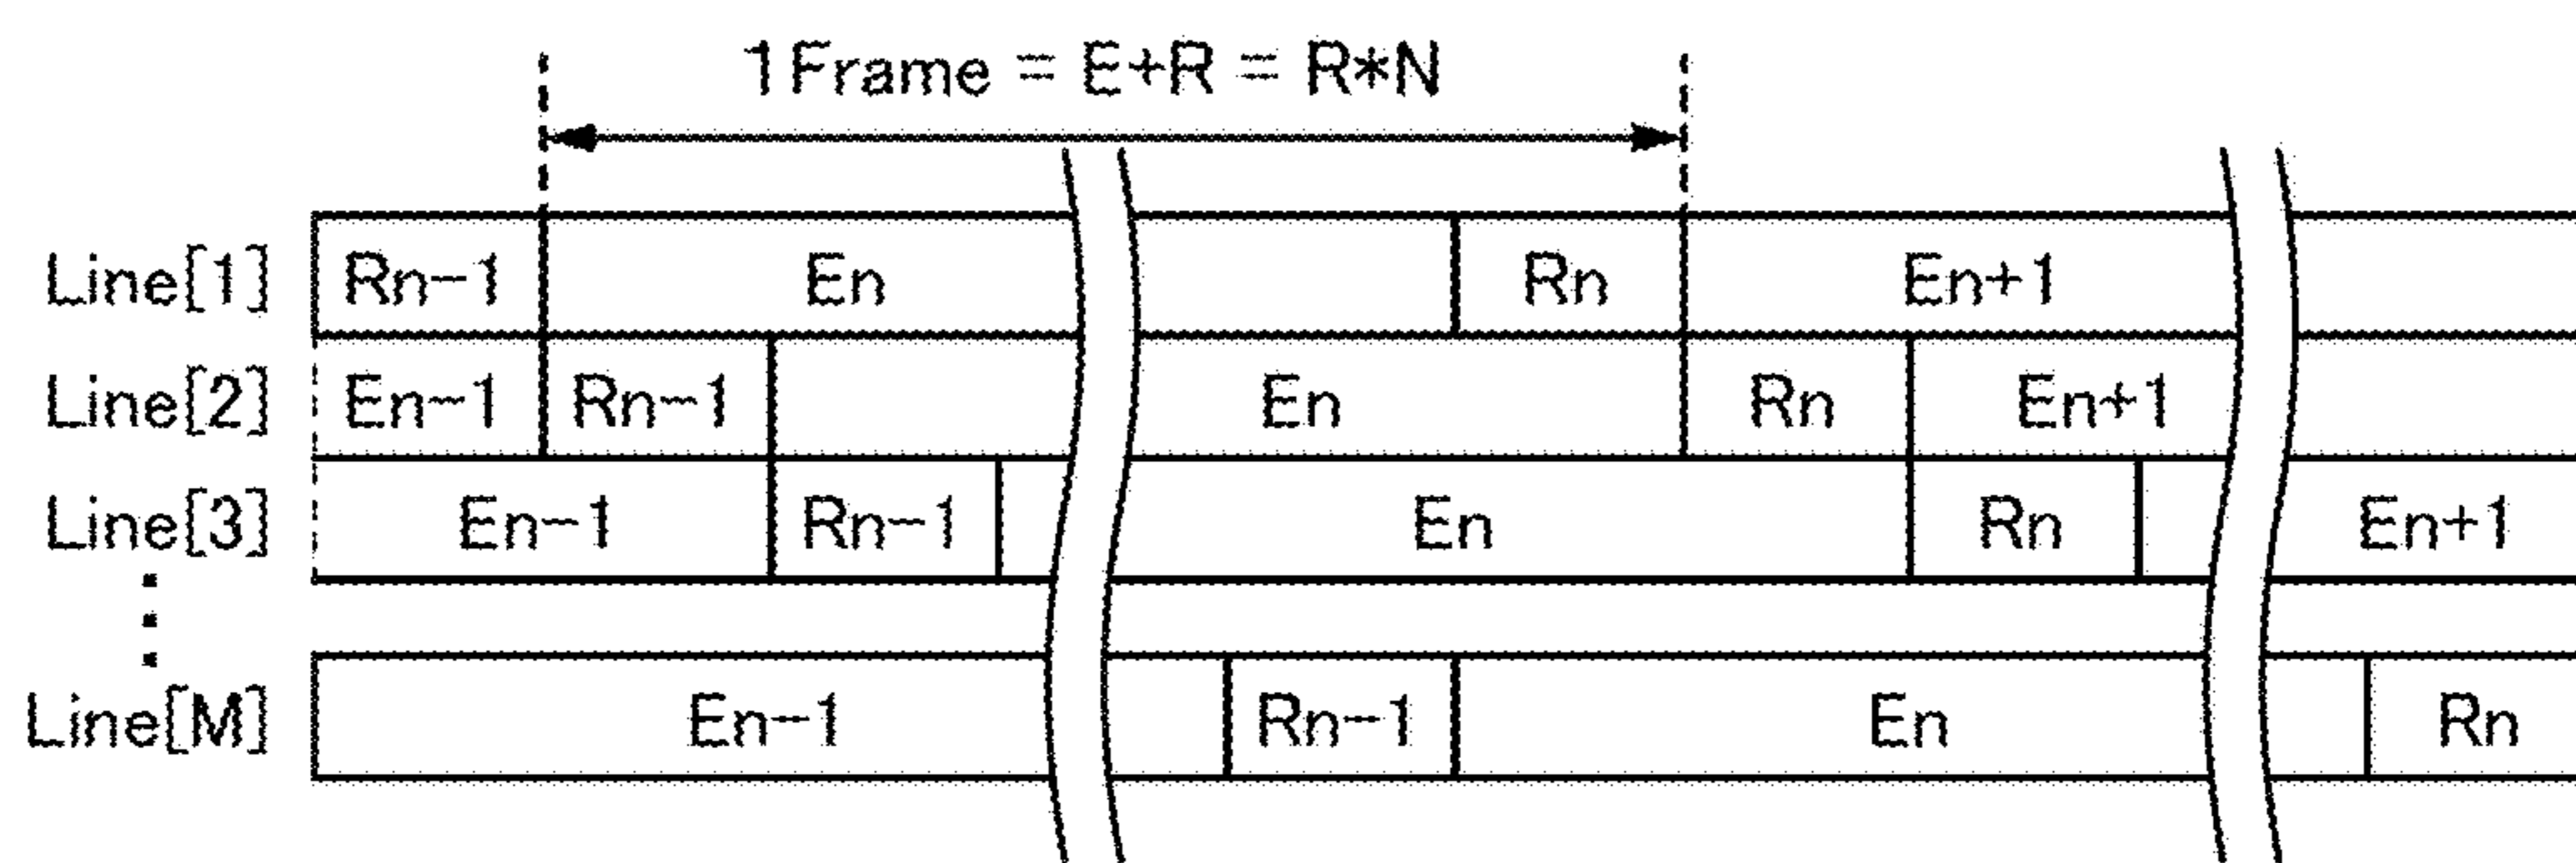 1Frame = E+R = R*N
Line[1] Rn-1 En Rn En+1
Line[2] En-1 Rn-1 En Rn En+1
Line[3] En-1 Rn-1 En Rn En+1
Line[M] En-1 Rn-1 En Rn